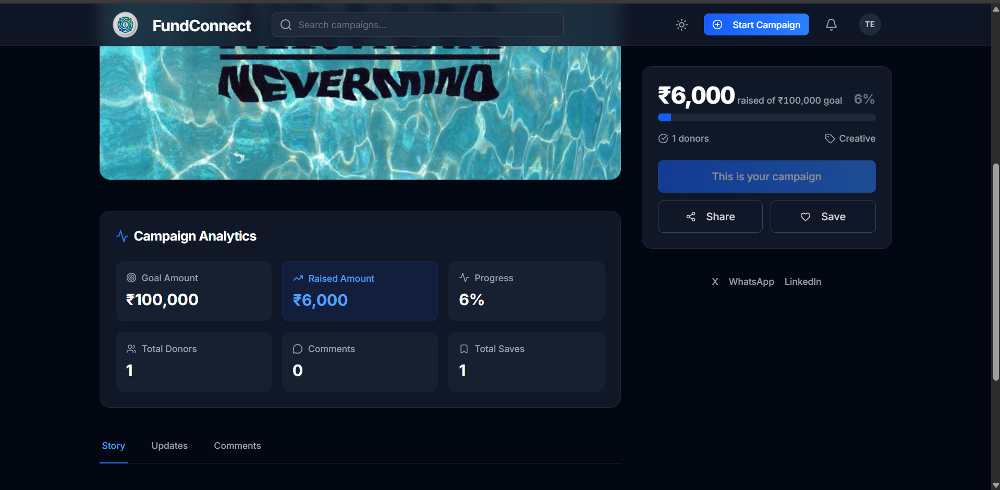 FundConnect
Search campaigns...
Start Campaign
TE
NEVERMIND
₹6,000 raised of ₹100,000 goal 6%
1 donors
Creative
This is your campaign
Share
Save
X WhatsApp LinkedIn
Campaign Analytics
Goal Amount
₹100,000
Raised Amount
₹6,000
Progress
6%
Total Donors
1
Comments
0
Total Saves
1
Story Updates Comments